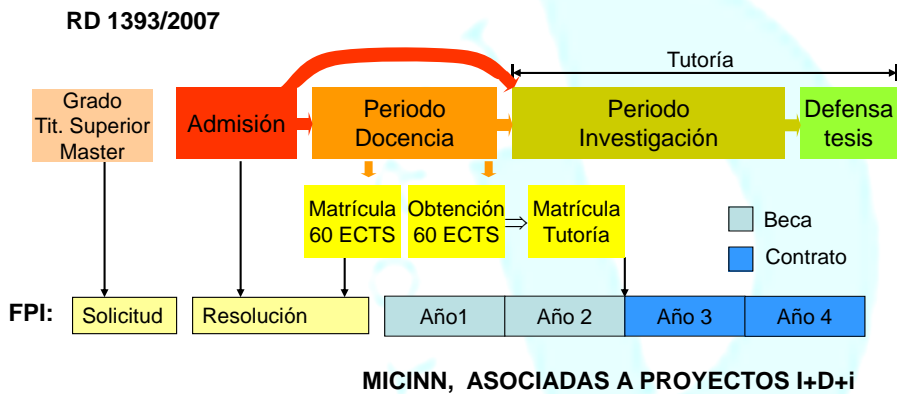 RD 1393/2007
Tutoría
Grado
Tit. Superior
Master
Admisión
Periodo
Docencia
Periodo
Investigación
Defensa
tesis
Matrícula
60 ECTS
Obtención
60 ECTS
Matrícula
Tutoría
Beca
Contrato
FPI:
Solicitud
Resolución
Año1
Año 2
Año 3
Año 4
MICINN, ASOCIADAS A PROYECTOS I+D+i